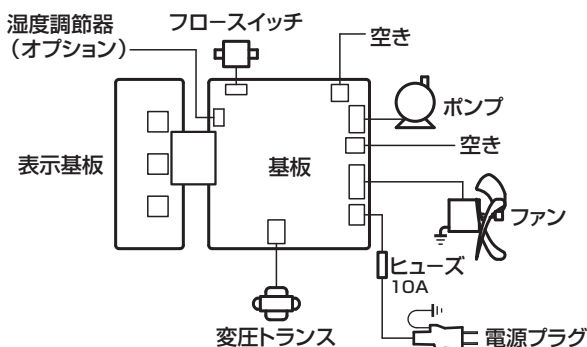 湿度調節器
（オプション）
フロースイッチ
空き
ポンプ
表示基板
基板
空き
ファン
ヒューズ
10A
変圧トランス
電源プラグ